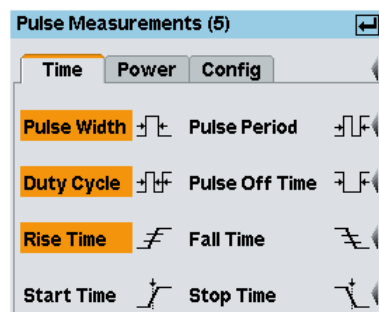 Pulse Measurements (5)
Time Power Config
Pulse Width Pulse Period
Duty Cycle Pulse Off Time
Rise Time Fall Time
Start Time Stop Time